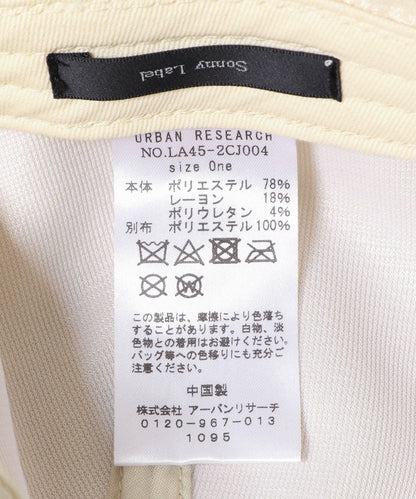 Sonny Label
URBAN RESEARCH
NO.LA45-2CJ004
size One
本体 ポリエステル 78%
レーヨン 18%
ポリウレタン 4%
別布 ポリエステル100%
W
この製品は、摩擦により色落ち
することがあります。白物、淡
色物との着用はお避けください。
バッグ等への色移りにも充分ご
注意ください。
中国製
株式会社 アーバンリサーチ
0120-967-013
1095